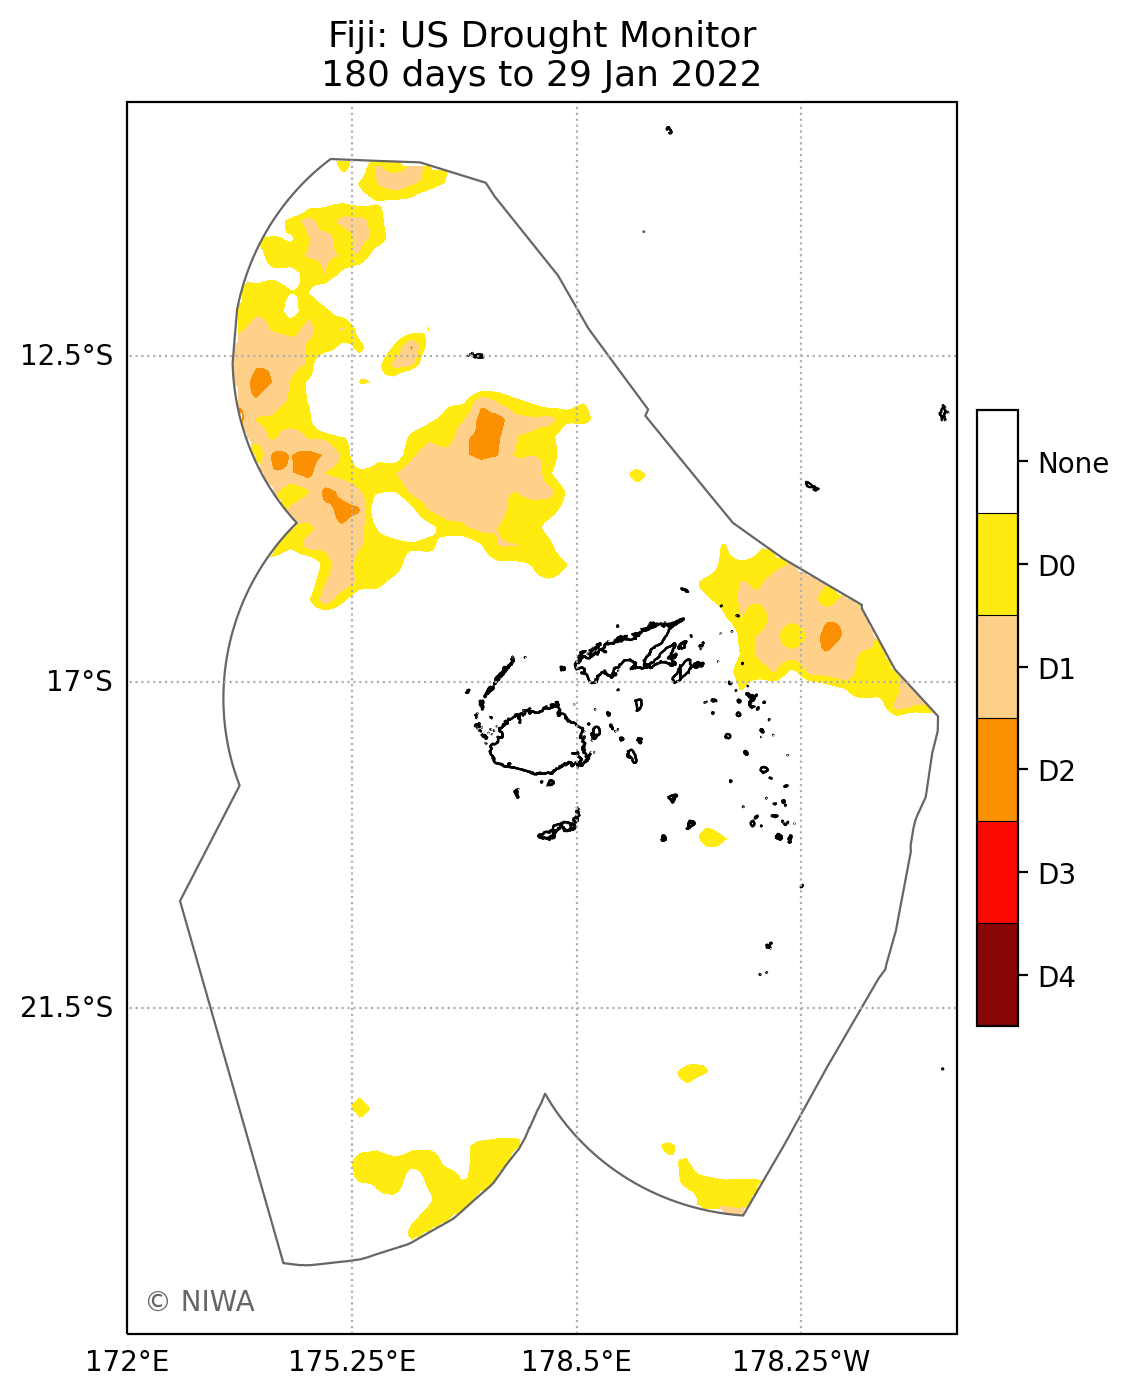 Fiji: US Drought Monitor
180 days to 29 Jan 2022
12.5°S
17°S
21.5°S
172°E
175.25°E
178.5°E
178.25°W
None
D0
D1
D2
D3
D4
© NIWA